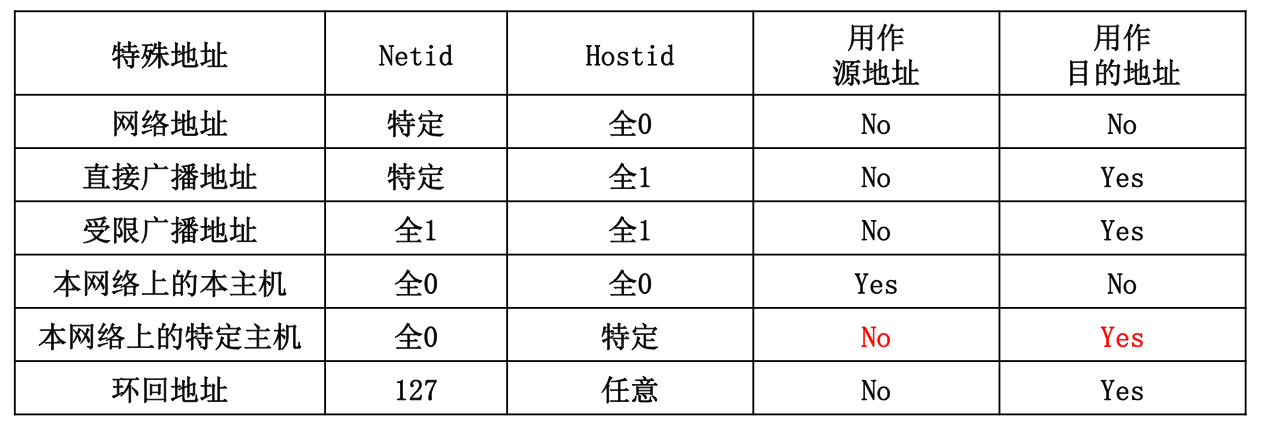 特殊地址 Netid Hostid 用作 源地址 用作 目的地址
网络地址 特定 全0 No No
直接广播地址 特定 全1 No Yes
受限广播地址 全1 全1 No Yes
本网络上的本主机 全0 全0 Yes No
本网络上的特定主机 全0 特定 No Yes
环回地址 127 任意 No Yes